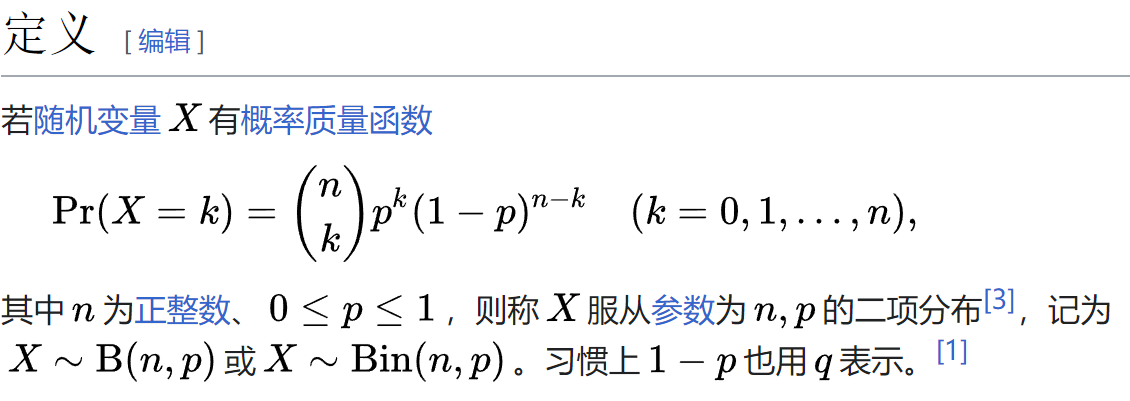 定义 [编辑]
若随机变量 X 有概率质量函数
Pr(X = k) = \binom{n}{k} p^k (1 − p)^{n−k} (k = 0, 1, …, n),
其中 n 为正整数、 0 ≤ p ≤ 1，则称 X 服从参数为 n, p 的二项分布[3]，记为
X ∼ B(n, p) 或 X ∼ Bin(n, p) 。习惯上 1 − p 也用 q 表示。[1]